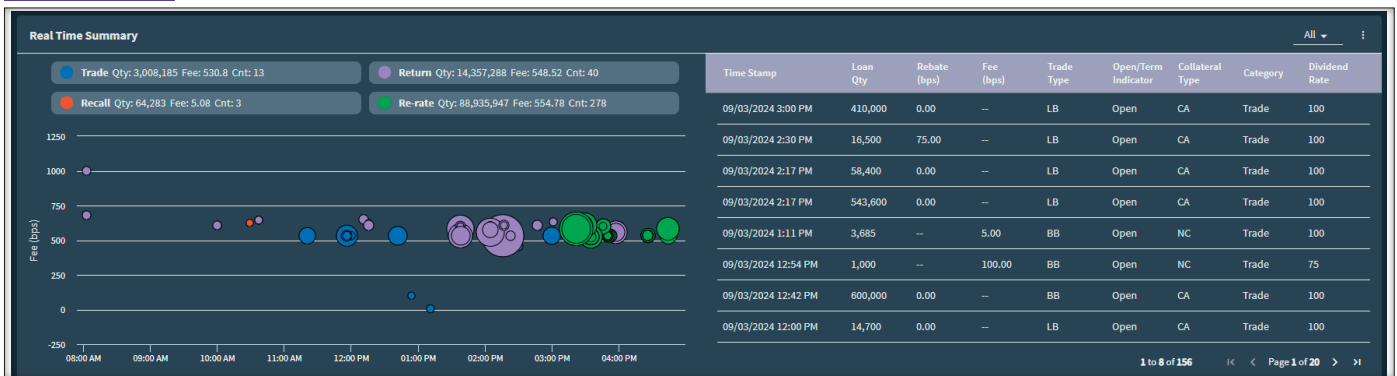 Real Time Summary
All
Trade Qty: 3,008,185 Fee: 530.8 Cnt: 13
Return Qty: 14,357,288 Fee: 548.52 Cnt: 40
Recall Qty: 64,283 Fee: 5.08 Cnt: 3
Re-rate Qty: 88,935,947 Fee: 554.78 Cnt: 278
Fee (bps)
1250
1000
750
500
250
0
-250
08:00 AM 09:00 AM 10:00 AM 11:00 AM 12:00 PM 01:00 PM 02:00 PM 03:00 PM 04:00 PM
Time Stamp Loan Qty Rebate (bps) Fee (bps) Trade Type Open/Term Indicator Collateral Type Category Dividend Rate
09/03/2024 3:00 PM 410,000 0.00 -- LB Open CA Trade 100
09/03/2024 2:30 PM 16,500 75.00 -- LB Open CA Trade 100
09/03/2024 2:17 PM 58,400 0.00 -- LB Open CA Trade 100
09/03/2024 2:17 PM 543,600 0.00 -- LB Open CA Trade 100
09/03/2024 1:11 PM 3,685 -- 5.00 BB Open NC Trade 100
09/03/2024 12:54 PM 1,000 -- 100.00 BB Open NC Trade 75
09/03/2024 12:42 PM 600,000 0.00 -- BB Open CA Trade 100
09/03/2024 12:00 PM 14,700 0.00 -- LB Open CA Trade 100
1 to 8 of 156 Page 1 of 20